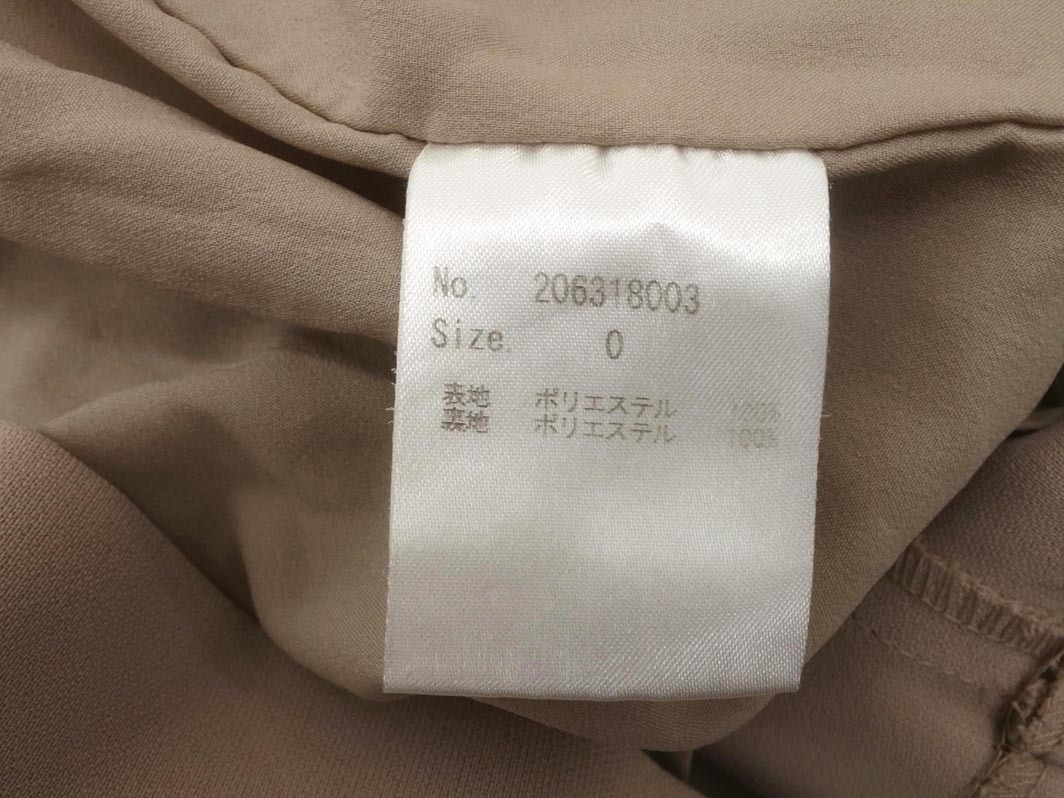 No. 206318003
Size. 0
表地 ポリエステル 100%
裏地 ポリエステル 100%